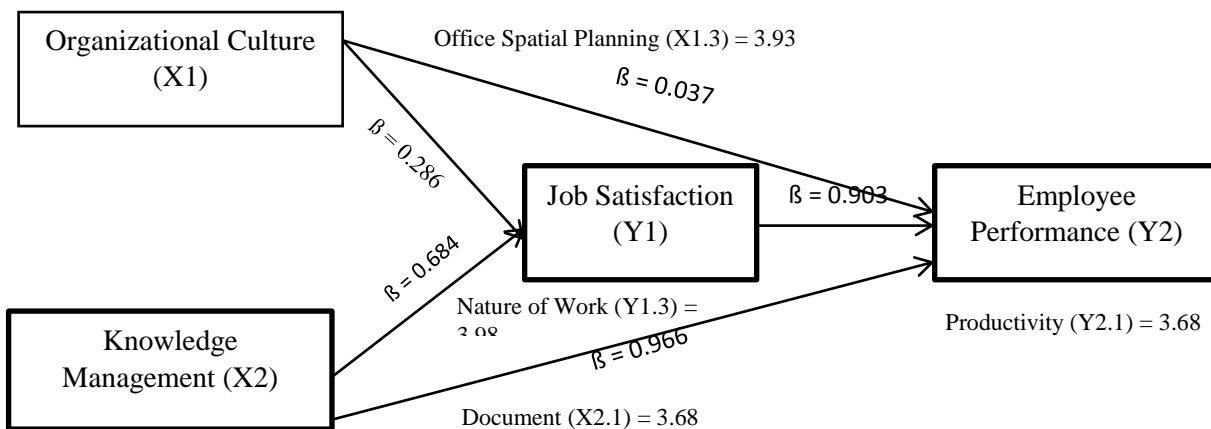 Organizational Culture
(X1)
Office Spatial Planning (X1.3) = 3.93
ß = 0.037
ß = 0.286
Job Satisfaction
(Y1)
ß = 0.903
Employee
Performance (Y2)
ß = 0.684
Nature of Work (Y1.3) =
3.98
Productivity (Y2.1) = 3.68
Knowledge
Management (X2)
ß = 0.966
Document (X2.1) = 3.68